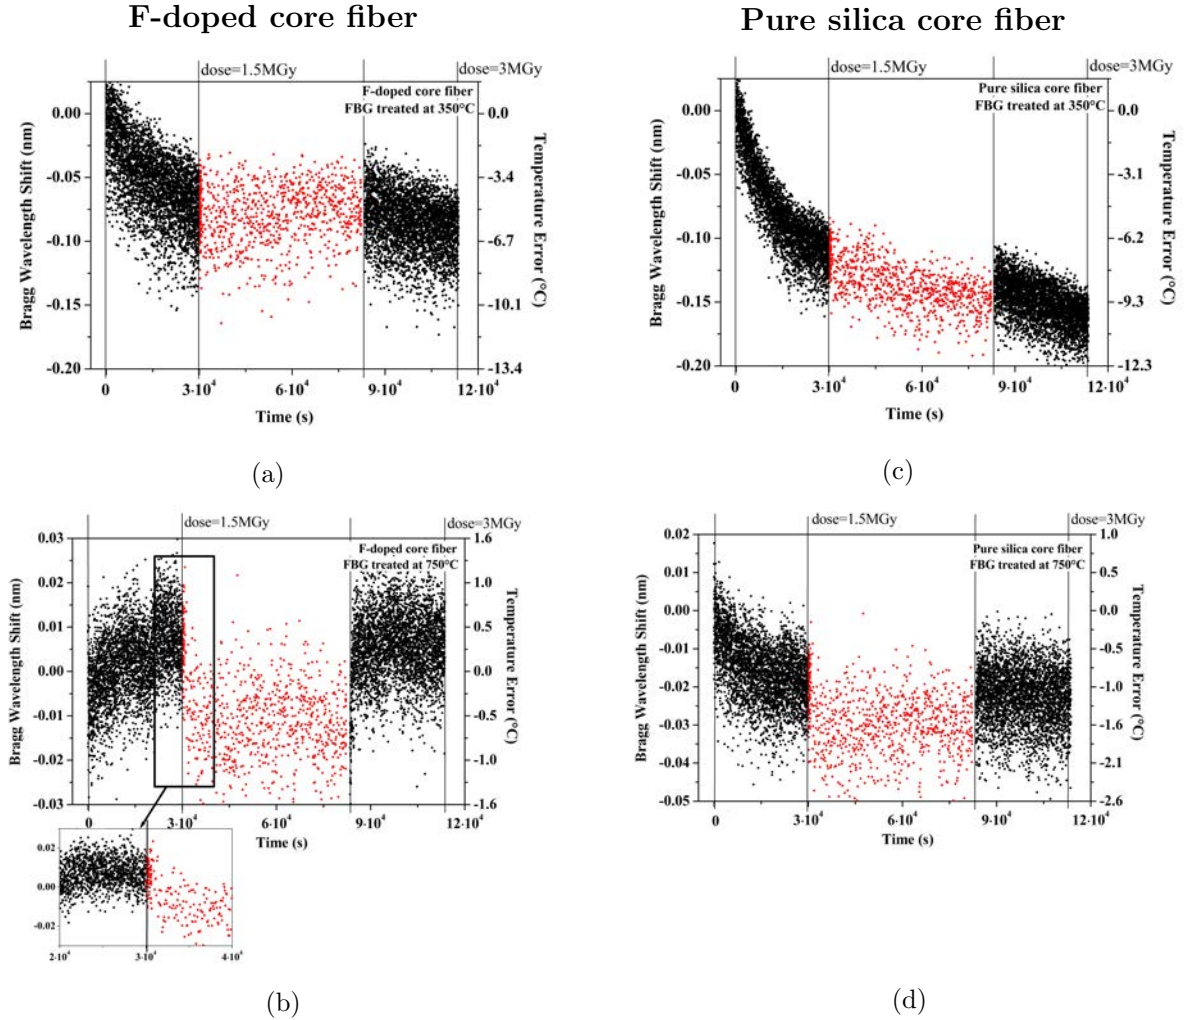 F-doped core fiber
Pure silica core fiber
dose=1.5MGy
dose=3MGy
F-doped core fiber
FBG treated at 350°C
Bragg Wavelength Shift (nm)
0.00
-0.05
-0.10
-0.15
-0.20
0.0
-3.4
-6.7
-10.1
-13.4
Temperature Error (°C)
0
3·10⁴
6·10⁴
9·10⁴
12·10⁴
Time (s)
(a)
dose=1.5MGy
dose=3MGy
Pure silica core fiber
FBG treated at 350°C
Bragg Wavelength Shift (nm)
0.00
-0.05
-0.10
-0.15
-0.20
0.0
-3.1
-6.2
-9.3
-12.3
Temperature Error (°C)
0
3·10⁴
6·10⁴
9·10⁴
12·10⁴
Time (s)
(c)
dose=1.5MGy
dose=3MGy
F-doped core fiber
FBG treated at 750°C
Bragg Wavelength Shift (nm)
0.03
0.02
0.01
0.00
-0.01
-0.02
-0.03
1.6
1.0
0.5
0.0
-0.5
-1.0
-1.6
Temperature Error (°C)
0
3·10⁴
6·10⁴
9·10⁴
12·10⁴
Time (s)
0.02
0.00
-0.02
2·10⁴
3·10⁴
4·10⁴
(b)
dose=1.5MGy
dose=3MGy
Pure silica core fiber
FBG treated at 750°C
Bragg Wavelength Shift (nm)
0.02
0.01
0.00
-0.01
-0.02
-0.03
-0.04
-0.05
1.0
0.5
0.0
-0.5
-1.0
-1.6
-2.1
-2.6
Temperature Error (°C)
0
3·10⁴
6·10⁴
9·10⁴
12·10⁴
Time (s)
(d)